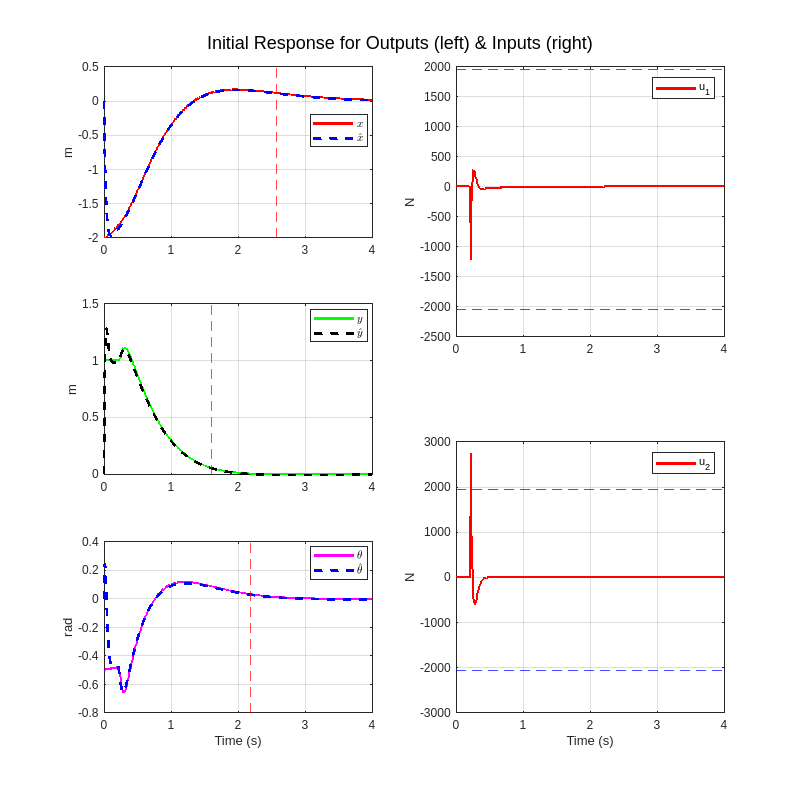 Initial Response for Outputs (left) & Inputs (right)
0.5
0
-0.5
-1
-1.5
-2
m
0 1 2 3 4
x
x̂
2000
1500
1000
500
0
-500
-1000
-1500
-2000
-2500
N
0 1 2 3 4
u₁
1.5
1
0.5
0
m
0 1 2 3 4
y
ŷ
0.4
0.2
0
-0.2
-0.4
-0.6
-0.8
rad
0 1 2 3 4
Time (s)
θ
θ̂
3000
2000
1000
0
-1000
-2000
-3000
N
0 1 2 3 4
Time (s)
u₂